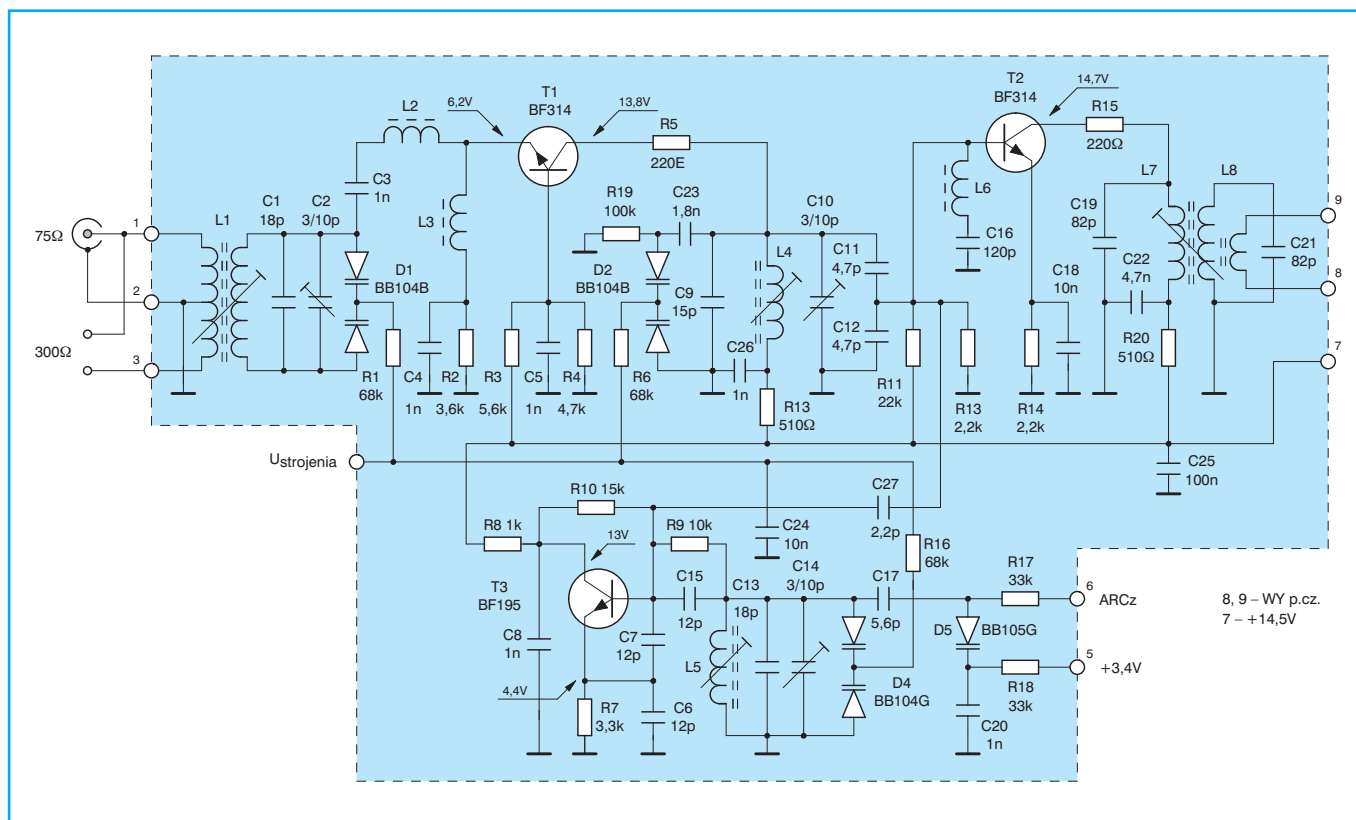 T1
BF314
6,2V
13,8V
L2
R5
220E
T2
BF314
14,7V
R15
220Ω
C3
1n
L3
R19
100k
C23
1,8n
C10
3/10p
C11
4,7p
L6
C16
120p
C19
82p
L7
L8
9
75Ω
1
L1
C1
18p
C2
3/10p
D1
BB104B
D2
BB104B
C9
15p
L4
C12
4,7p
C18
10n
C22
4,7n
C21
82p
2
8
300Ω
3
R1
68k
C4
1n
R2
3,6k
R3
5,6k
C5
1n
R4
4,7k
R6
68k
C26
1n
R13
510Ω
R11
22k
R13
2,2k
R14
2,2k
R20
510Ω
7
Ustrojenia
C25
100n
R10 15k
C27
2,2p
R8 1k
13V
R9 10k
C24
10n
R16
68k
T3
BF195
C15
12p
C13
18p
C14
3/10p
C17
5,6p
R17
33k
6
ARCz
8, 9 – WY p.cz.
7 – +14,5V
C8
1n
C7
12p
L5
D5
BB105G
5
+3,4V
4,4V
R7
3,3k
C6
12p
D4
BB104G
R18
33k
C20
1n